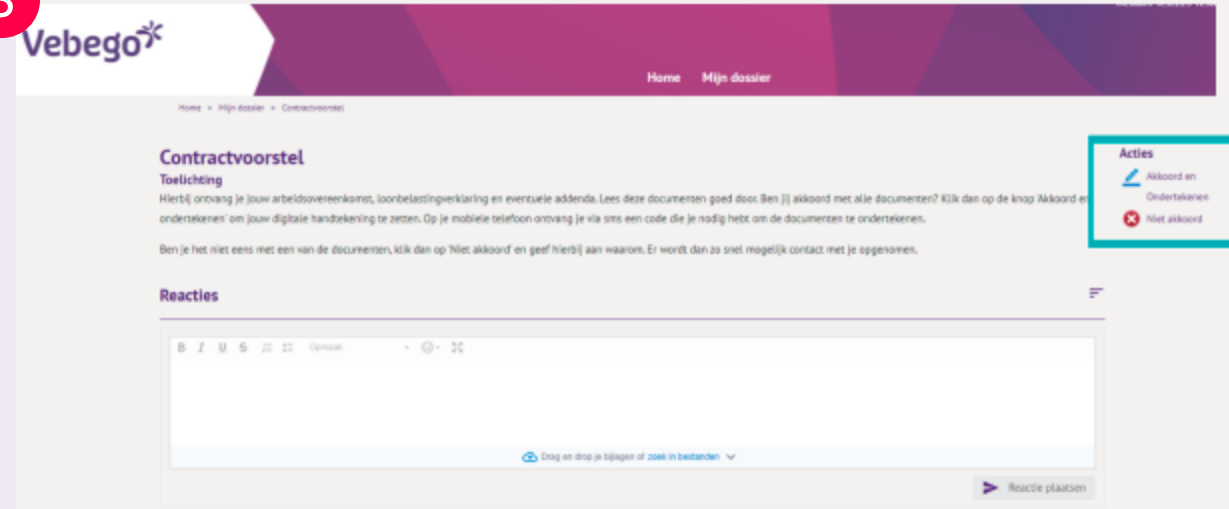 Vebego
Home Mijn dossier
Home » Mijn dossier » Contractvoorstel
Contractvoorstel
Toelichting
Hierbij ontvang je jouw arbeidsovereenkomst, loonbelastingverklaring en eventuele addenda. Lees deze documenten goed door. Ben jij akkoord met alle documenten? Klik dan op de knop 'Akkoord en
ondertekenen' om jouw digitale handtekening te zetten. Op je mobiele telefoon ontvang je via sms een code die je nodig hebt om de documenten te ondertekenen.
Ben je het niet eens met een van de documenten, klik dan op 'Niet akkoord' en geef hierbij aan waarom. Er wordt dan zo snel mogelijk contact met je opgenomen.
Acties
Akkoord en
Ondertekenen
Niet akkoord
Reacties
B I U S Opmaak
Drag en drop je bijlagen of zoek in bestanden
Reactie plaatsen